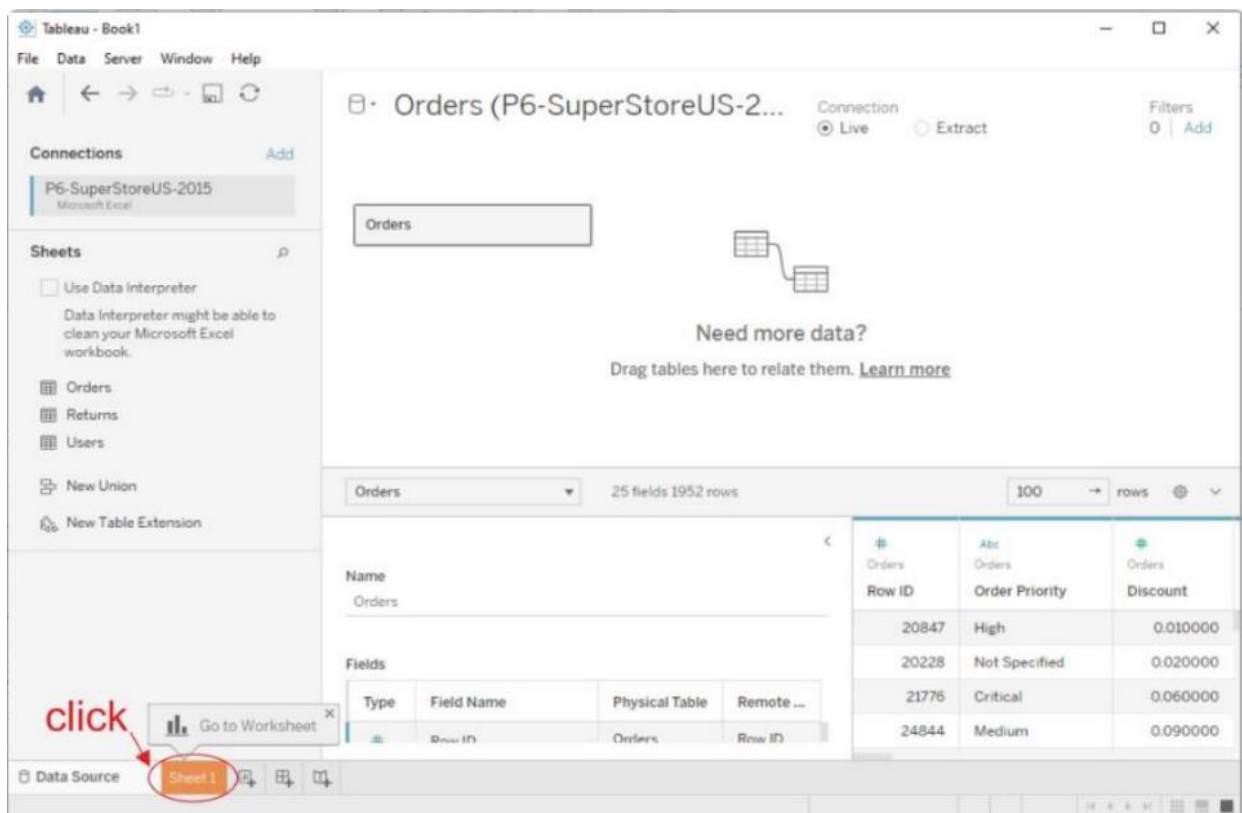 Tableau - Book1
File Data Server Window Help
Connections Add
P6-SuperStoreUS-2015
Microsoft Excel
Sheets
Use Data Interpreter
Data Interpreter might be able to
clean your Microsoft Excel
workbook.
Orders
Returns
Users
New Union
New Table Extension
Orders (P6-SuperStoreUS-2...
Connection
Live Extract
Filters
0 Add
Orders
Need more data?
Drag tables here to relate them. Learn more
Orders 25 fields 1952 rows 100 rows
Name
Orders
Fields
Type Field Name Physical Table Remote ...
# Row ID Orders Row ID
# Abc #
Orders Orders Orders
Row ID Order Priority Discount
20847 High 0.010000
20228 Not Specified 0.020000
21776 Critical 0.060000
24844 Medium 0.090000
click
Go to Worksheet
Data Source Sheet 1